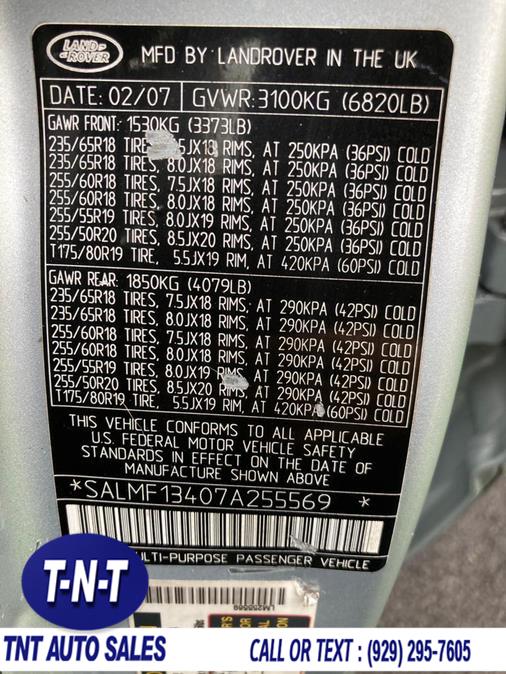 LAND
ROVER
MFD BY LANDROVER IN THE UK
DATE: 02/07 GVWR:3100KG (6820LB)
GAWR FRONT: 1530KG (3373LB)
235/65R18 TIRES, 7.5JX18 RIMS, AT 250KPA (36PSI) COLD
235/65R18 TIRES, 8.0JX18 RIMS, AT 250KPA (36PSI) COLD
255/60R18 TIRES, 7.5JX18 RIMS, AT 250KPA (36PSI) COLD
255/60R18 TIRES, 8.0JX18 RIMS, AT 250KPA (36PSI) COLD
255/55R19 TIRES, 8.0JX19 RIMS, AT 250KPA (36PSI) COLD
255/50R20 TIRES, 8.5JX20 RIMS, AT 250KPA (36PSI) COLD
T175/80R19 TIRE, 5.5JX19 RIM, AT 420KPA (60PSI) COLD
GAWR REAR: 1850KG (4079LB)
235/65R18 TIRES, 7.5JX18 RIMS, AT 290KPA (42PSI) COLD
235/65R18 TIRES, 8.0JX18 RIMS, AT 290KPA (42PSI) COLD
255/60R18 TIRES, 7.5JX18 RIMS, AT 290KPA (42PSI) COLD
255/60R18 TIRES, 8.0JX18 RIMS, AT 290KPA (42PSI) COLD
255/55R19 TIRES, 8.0JX19 RIMS, AT 290KPA (42PSI) COLD
255/50R20 TIRES, 8.5JX20 RIMS, AT 290KPA (42PSI) COLD
T175/80R19 TIRE, 5.5JX19 RIM, AT 420KPA (60PSI) COLD
THIS VEHICLE CONFORMS TO ALL APPLICABLE
U.S. FEDERAL MOTOR VEHICLE SAFETY
STANDARDS IN EFFECT ON THE DATE OF
MANUFACTURE SHOWN ABOVE
*SALMF13407A255569 *
MULTI-PURPOSE PASSENGER VEHICLE
T-N-T
TNT AUTO SALES
CALL OR TEXT : (929) 295-7605